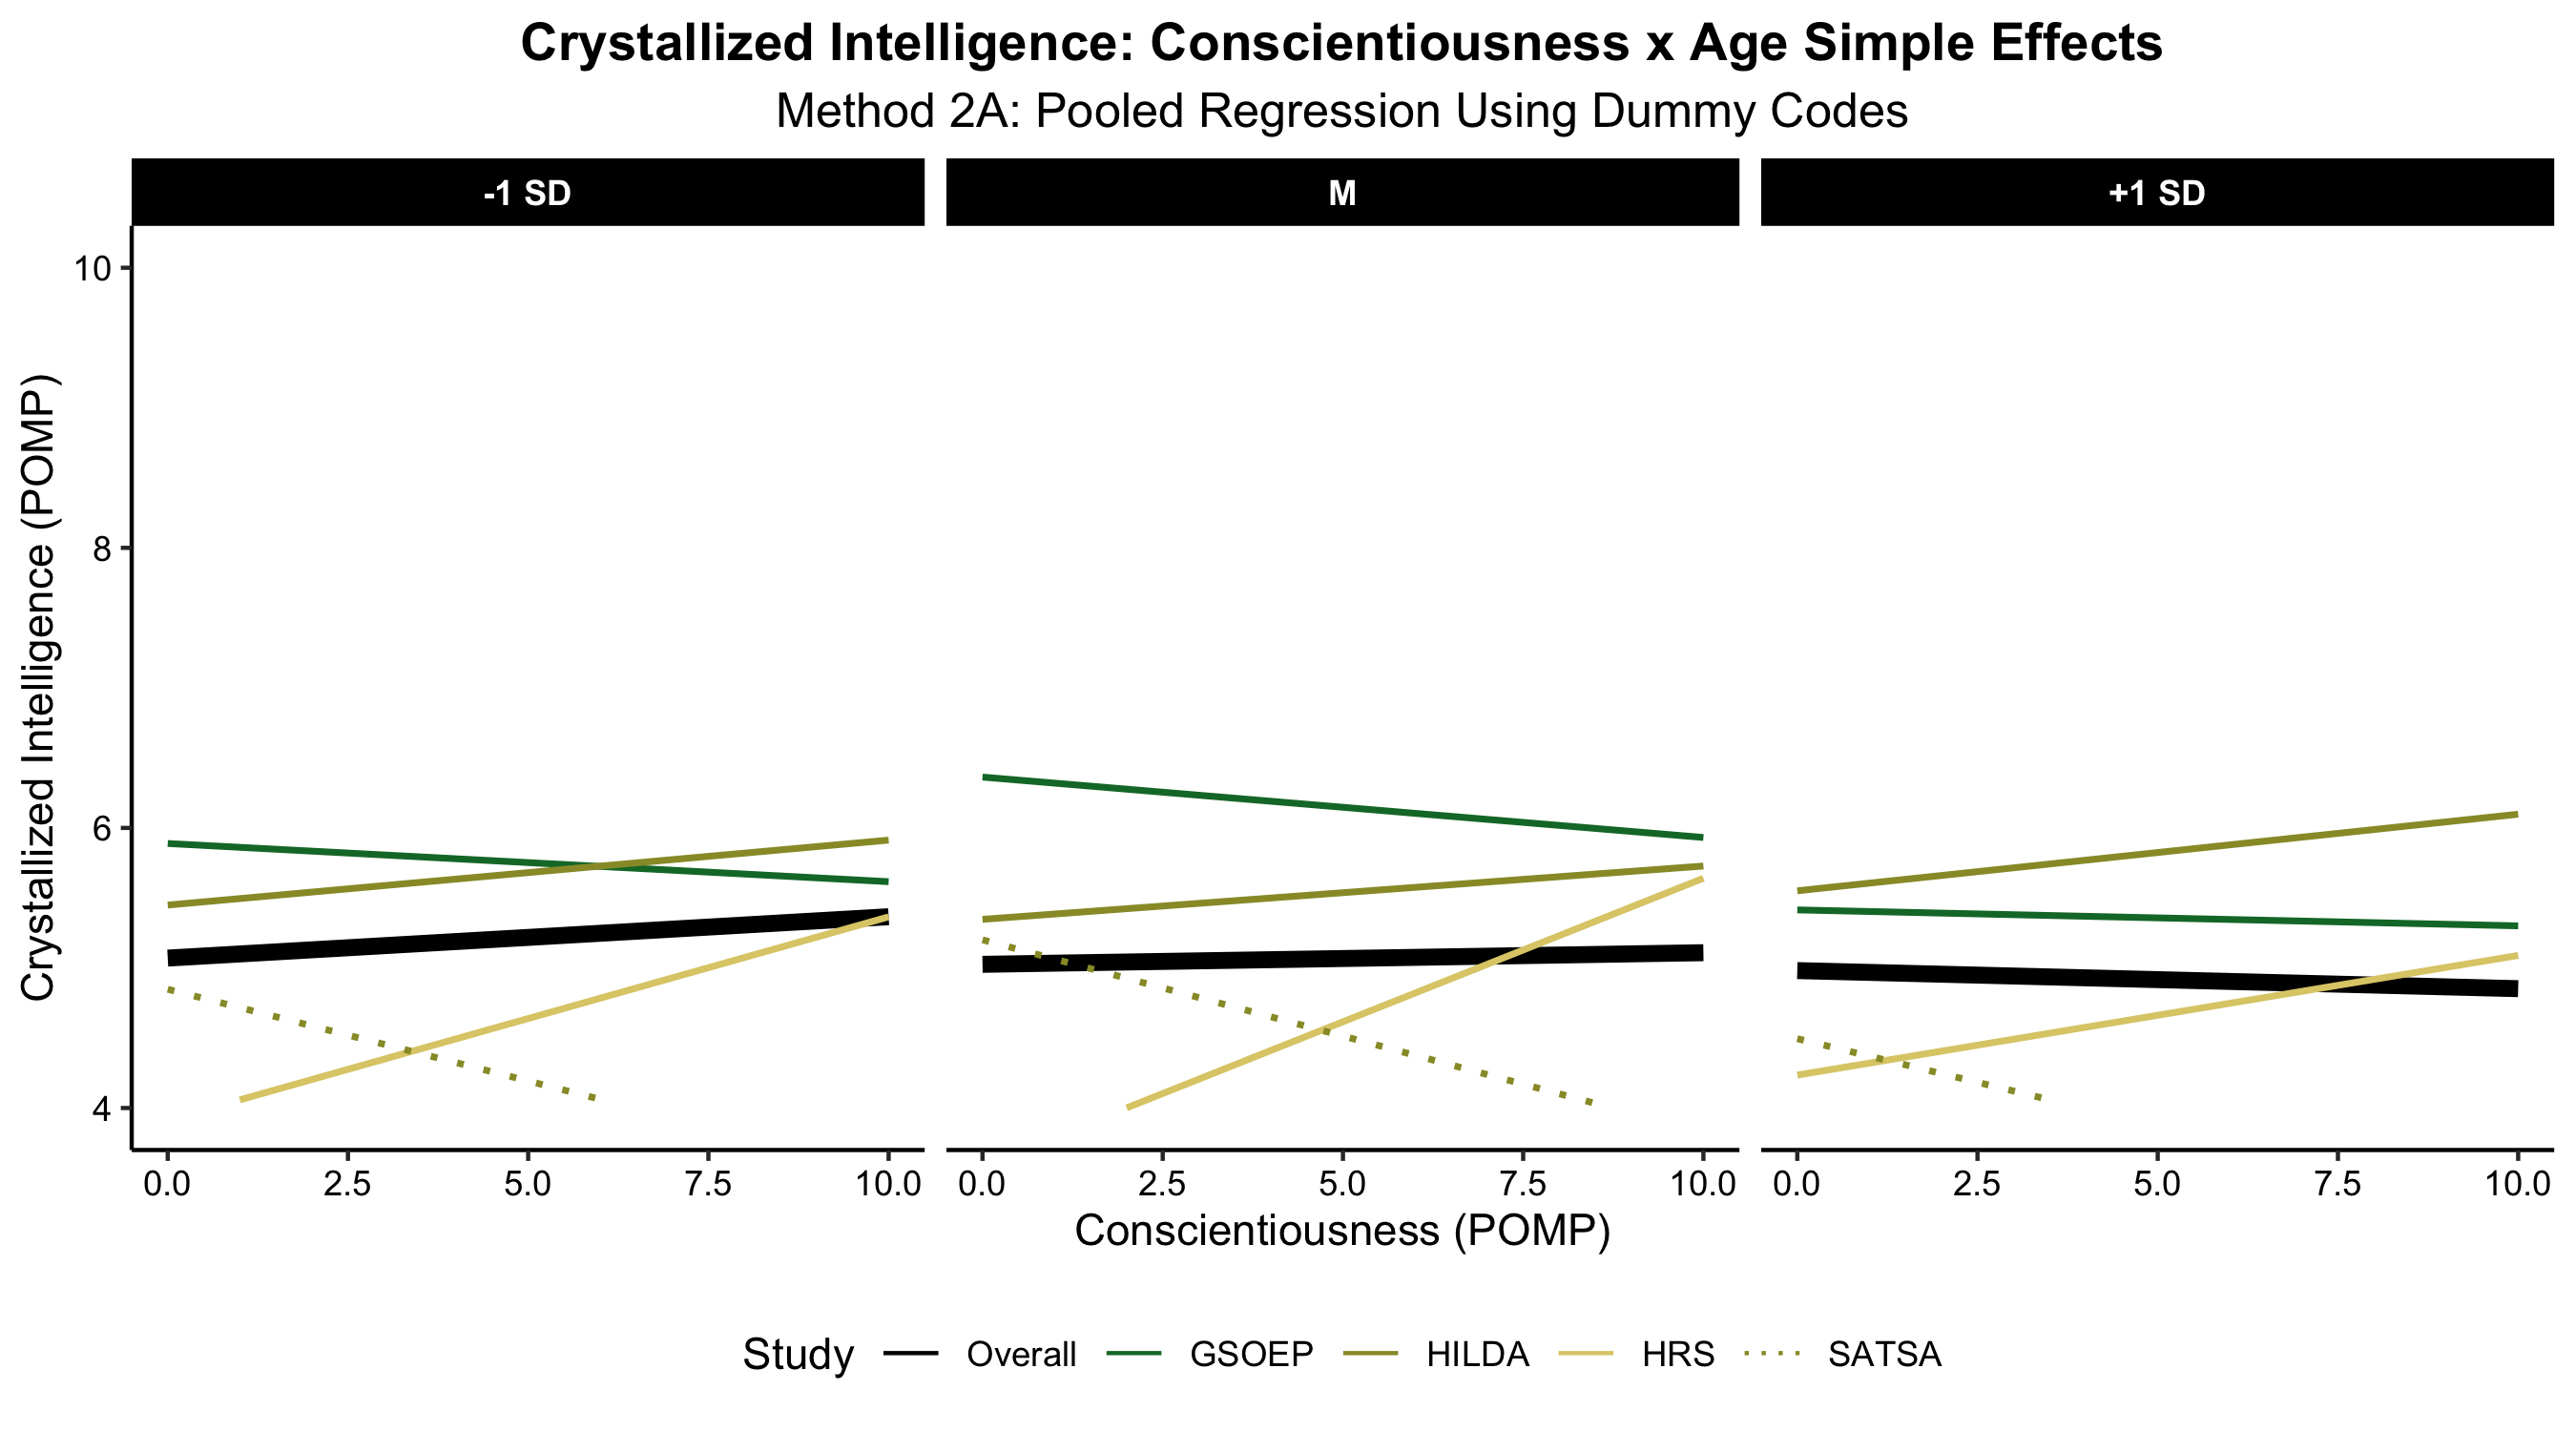 Crystallized Intelligence: Conscientiousness x Age Simple Effects
Method 2A: Pooled Regression Using Dummy Codes
-1 SD M +1 SD
Crystallized Intelligence (POMP)
10
8
6
4
0.0 2.5 5.0 7.5 10.0 0.0 2.5 5.0 7.5 10.0 0.0 2.5 5.0 7.5 10.0
Conscientiousness (POMP)
Study Overall GSOEP HILDA HRS SATSA